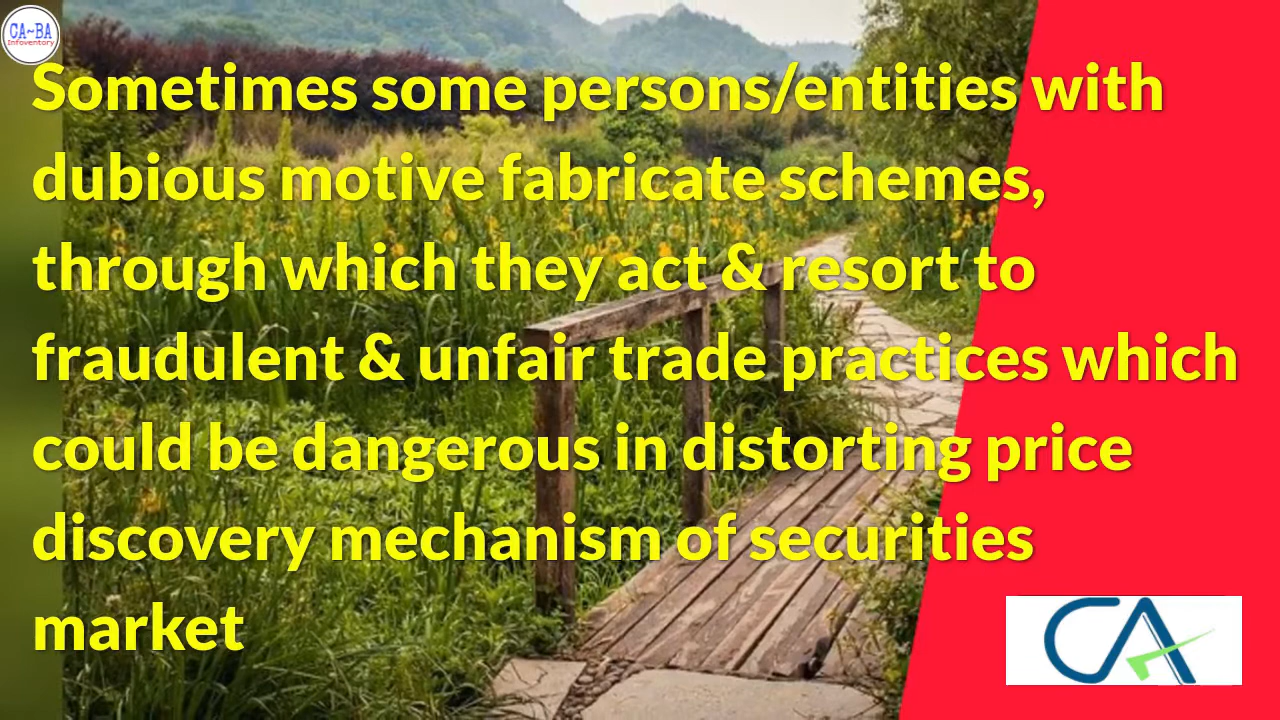 CA~BA
Infoventory
Sometimes some persons/entities with
dubious motive fabricate schemes,
through which they act & resort to
fraudulent & unfair trade practices which
could be dangerous in distorting price
discovery mechanism of securities
market
CA